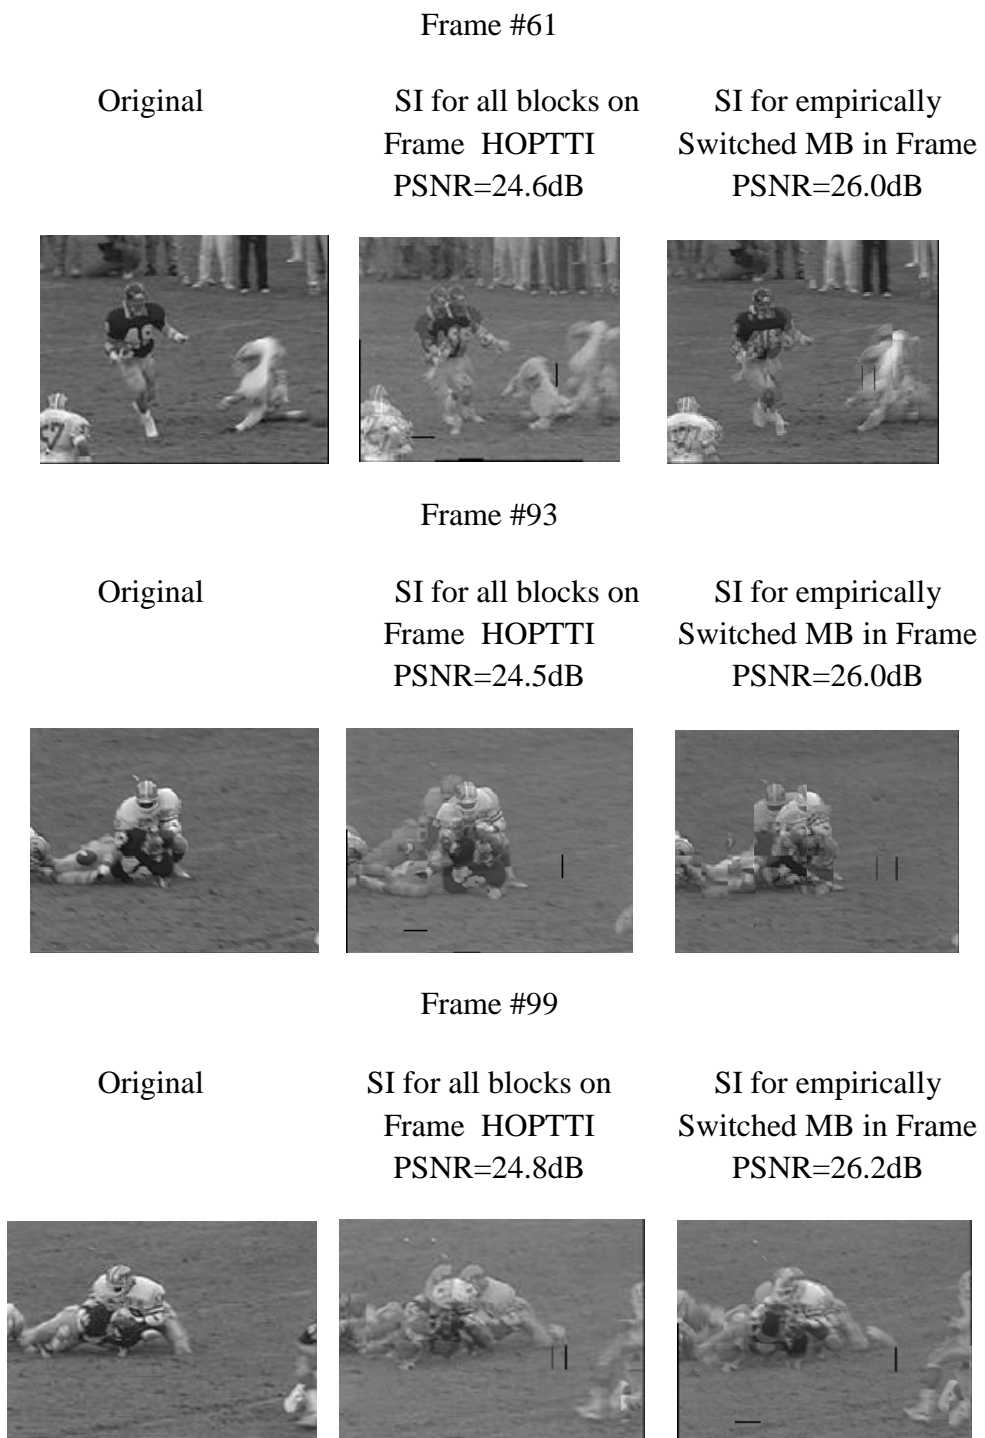 Frame #61
Original
SI for all blocks on
Frame HOPTTI
PSNR=24.6dB
SI for empirically
Switched MB in Frame
PSNR=26.0dB
Frame #93
Original
SI for all blocks on
Frame HOPTTI
PSNR=24.5dB
SI for empirically
Switched MB in Frame
PSNR=26.0dB
Frame #99
Original
SI for all blocks on
Frame HOPTTI
PSNR=24.8dB
SI for empirically
Switched MB in Frame
PSNR=26.2dB